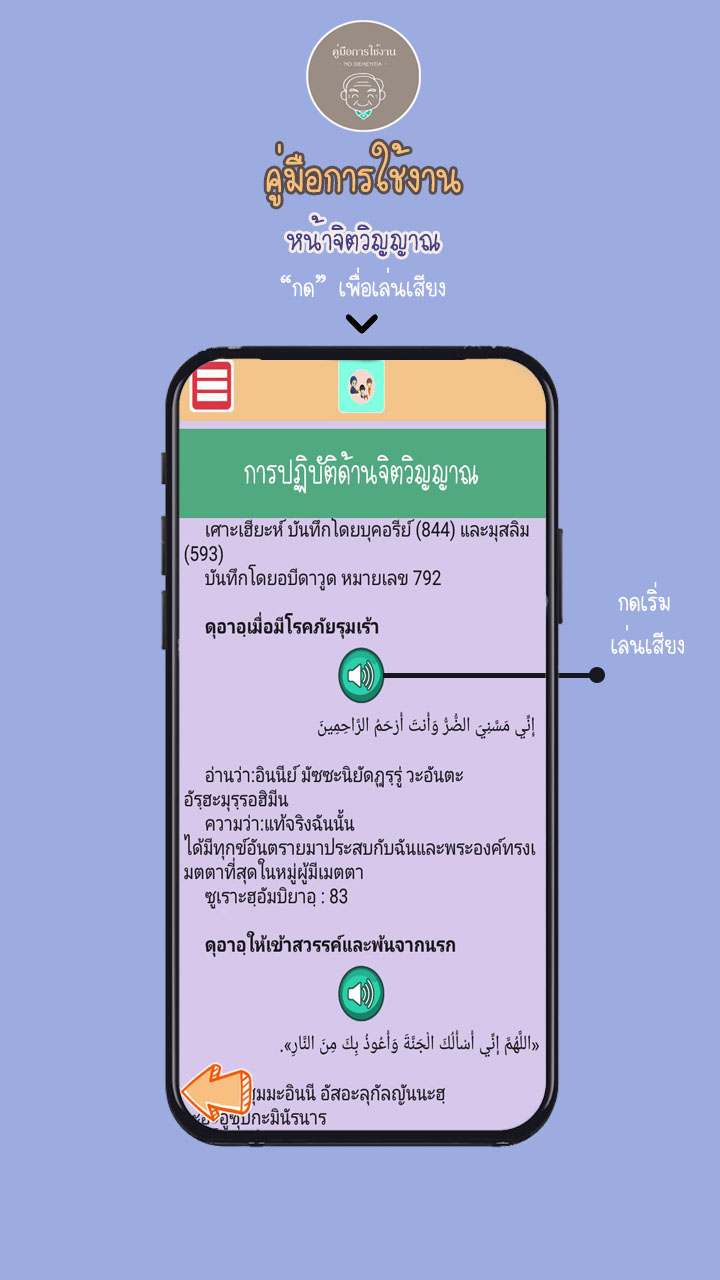 คู่มือการใช้งาน
- NO DEMENTIA -
คู่มือการใช้งาน
หน้าจิตวิญญาณ
“กด” เพื่อเล่นเสียง
การปฏิบัติด้านจิตวิญญาณ
เศาะเฮียะห์ บันทึกโดยบุคอรีย์ (844) และมุสลิม
(593)
บันทึกโดยอบีดาวูด หมายเลข 792
ดุอาอฺเมื่อมีโรคภัยรุมเร้า
กดเริ่ม
เล่นเสียง
إِنِّي مَسَّنِيَ الضُّرُّ وَأَنتَ أَرْحَمُ الرَّاحِمِينَ
อ่านว่า:อินนีย์ มัซซะนิยัดฎุรฺรู่ วะอันตะ
อัรฺฮะมุรฺรอฮิมีน
ความว่า:แท้จริงฉันนั้น
ได้มีทุกข์อันตรายมาประสบกับฉันและพระองค์ทรงเ
มตตาที่สุดในหมู่ผู้มีเมตตา
ซูเราะฮฺอัมบิยาอฺ : 83
ดุอาอฺให้เข้าสวรรค์และพ้นจากนรก
«اللَّهُمَّ إِنِّي أَسْأَلُكَ الْجَنَّةَ وَأَعُوذُ بِكَ مِنَ النَّارِ».
ฮุมมะอินนี อัสอะลุกัลญันนะฮฺ
อูซุบิกะมินัรนาร